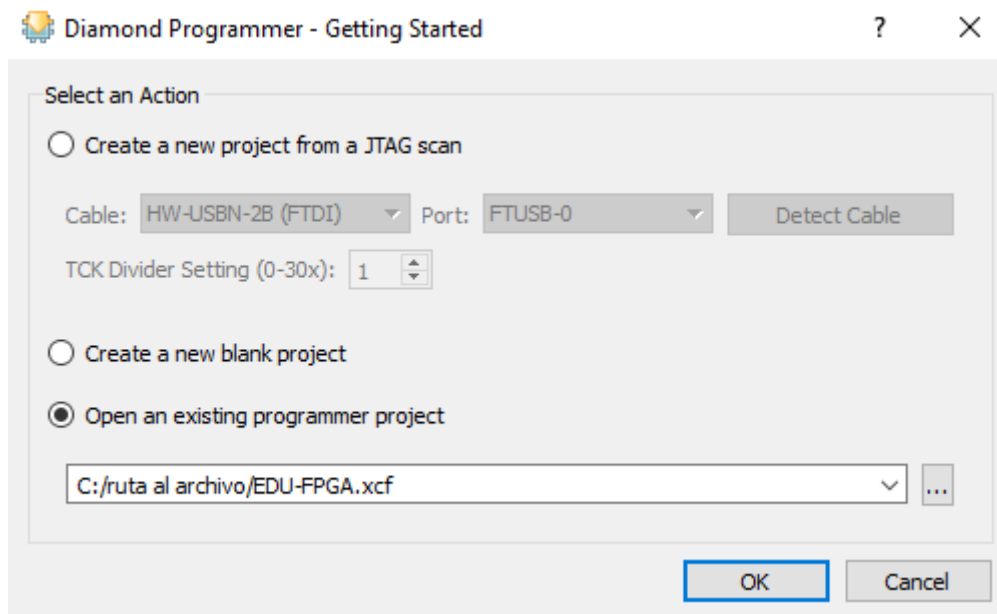 Diamond Programmer - Getting Started ? X
Select an Action
Create a new project from a JTAG scan
Cable: HW-USBN-2B (FTDI) Port: FTUSB-0 Detect Cable
TCK Divider Setting (0-30x): 1
Create a new blank project
Open an existing programmer project
C:/ruta al archivo/EDU-FPGA.xcf ...
OK Cancel